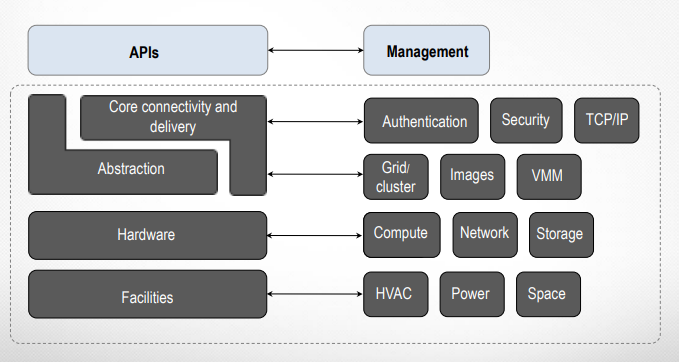 APIs
Management
Core connectivity and
delivery
Abstraction
Authentication
Security
TCP/IP
Grid/
cluster
Images
VMM
Hardware
Compute
Network
Storage
Facilities
HVAC
Power
Space